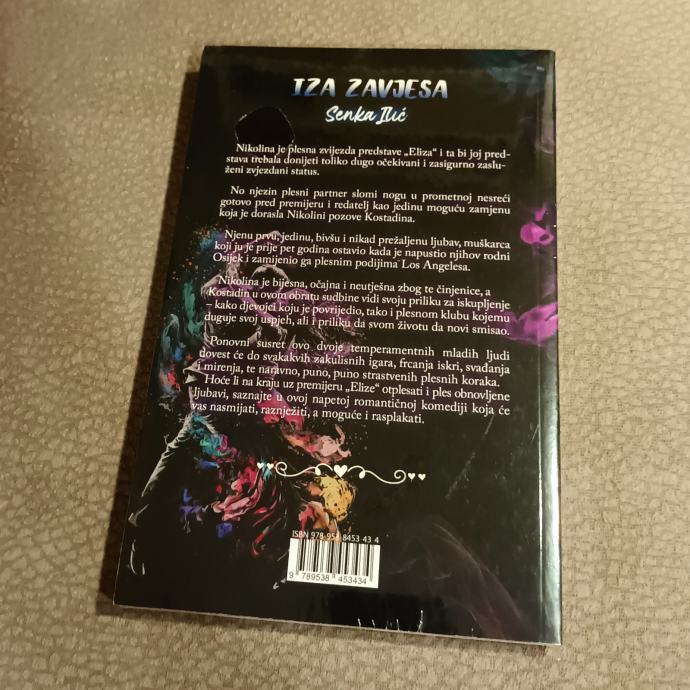 IZA ZAVJESA
Senka Ilić
Nikolina je plesna zvijezda predstave „Eliza“ i ta bi joj pred-
stava trebala donijeti toliko dugo očekivani i zasigurno zaslu-
ženi zvjezdani status.
No njezin plesni partner slomi nogu u prometnoj nesreći
gotovo pred premijeru i redatelj kao jedinu moguću zamjenu
koja je dorasla Nikolini pozove Kostadina.
Njenu prvu, jedinu, bivšu i nikad prežaljenu ljubav, muškarca
koji ju je prije pet godina ostavio kada je napustio njihov rodni
Osijek i zamijenio ga plesnim podijima Los Angelesa.
Nikolina je bijesna, očajna i neutješna zbog te činjenice, a
Kostadin u ovom obratu sudbine vidi svoju priliku za iskupljenje
– kako djevojci koju je povrijedio, tako i plesnom klubu kojemu
duguje svoj uspjeh, ali i priliku da svom životu da novi smisao.
Ponovni susret ovo dvoje temperamentnih mladih ljudi
dovest će do svakakvih zakulisnih igara, frcanja iskri, svađanja
i mirenja, te naravno, puno, puno strastvenih plesnih koraka.
Hoće li na kraju uz premijeru „Elize“ otplesati i ples obnovljene
ljubavi, saznajte u ovoj napetoj romantičnoj komediji koja će
vas nasmijati, raznježiti, a moguće i rasplakati.
ISBN 978-953 8453 43 4
9 789538 453434